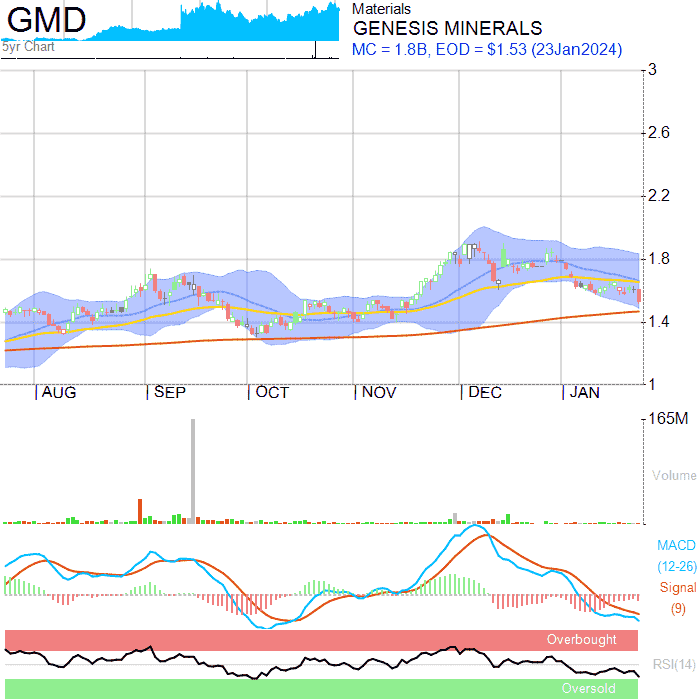 GMD
5yr Chart
Materials
GENESIS MINERALS
MC = 1.8B, EOD = $1.53 (23Jan2024)
3
2.6
2.2
1.8
1.4
1
AUG SEP OCT NOV DEC JAN
165M
Volume
MACD
(12-26)
Signal
(9)
Overbought
RSI(14)
Oversold